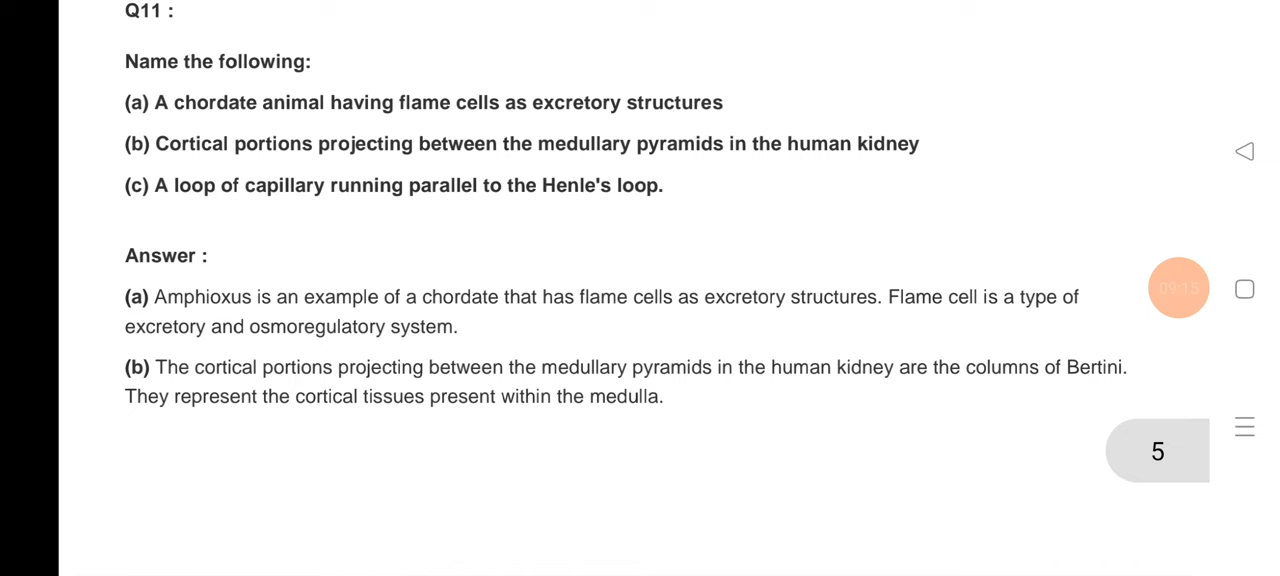 Q11 :
Name the following:
(a) A chordate animal having flame cells as excretory structures
(b) Cortical portions projecting between the medullary pyramids in the human kidney
(c) A loop of capillary running parallel to the Henle's loop.
Answer :
(a) Amphioxus is an example of a chordate that has flame cells as excretory structures. Flame cell is a type of
excretory and osmoregulatory system.
09:15
(b) The cortical portions projecting between the medullary pyramids in the human kidney are the columns of Bertini.
They represent the cortical tissues present within the medulla.
5